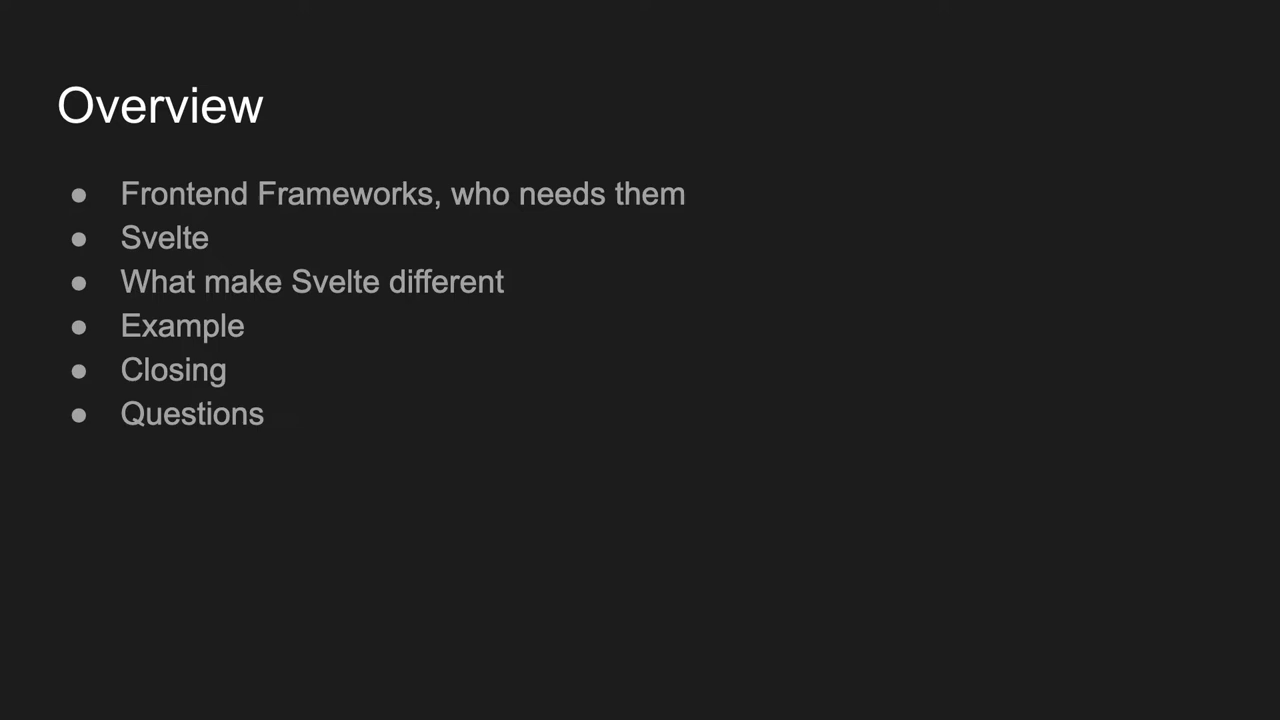 Overview
● Frontend Frameworks, who needs them
● Svelte
● What make Svelte different
● Example
● Closing
● Questions